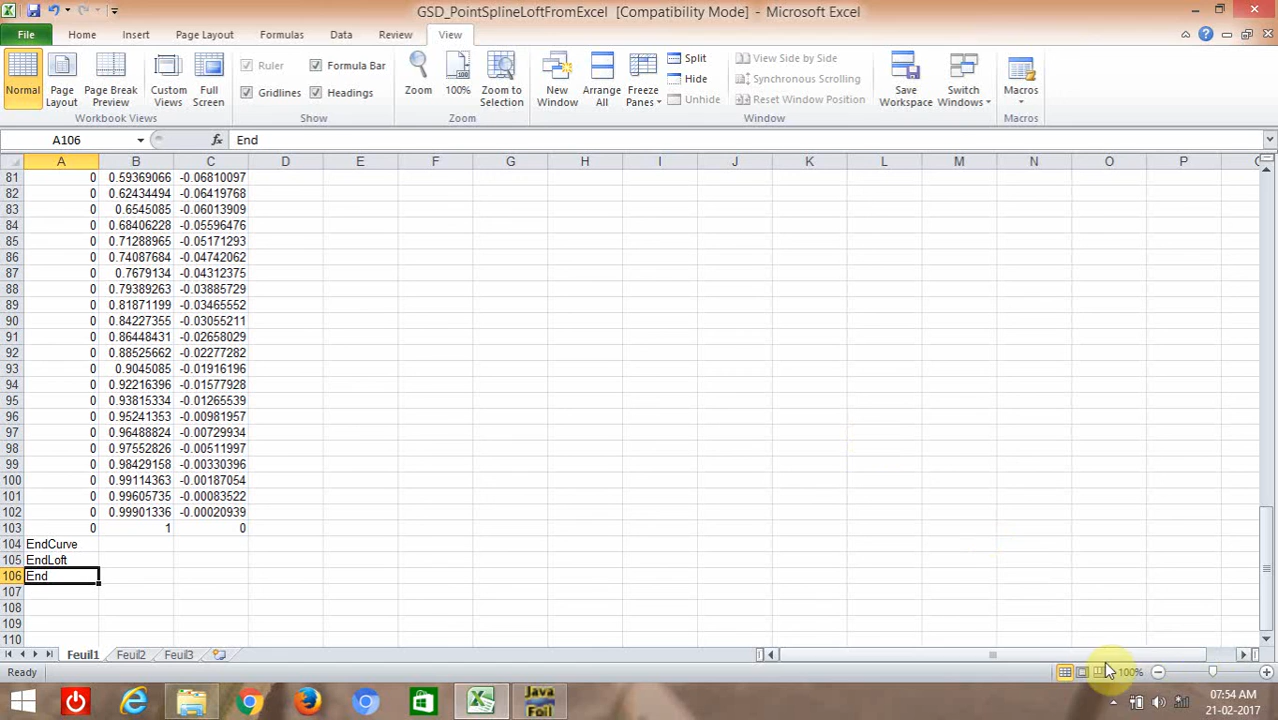 GSD_PointSplineLoftFromExcel [Compatibility Mode] - Microsoft Excel
File Home Insert Page Layout Formulas Data Review View
Normal Page Layout Page Break Preview Custom Views Full Screen
Workbook Views
Ruler Formula Bar
Gridlines Headings
Show
Zoom 100% Zoom to Selection
Zoom
New Window Arrange All Freeze Panes
Split
Hide
Unhide
View Side by Side
Synchronous Scrolling
Reset Window Position
Save Workspace Switch Windows
Window
Macros
Macros
A106 fx End
A B C D E F G H I J K L M N O P
81 0 0.59369066 -0.06810097
82 0 0.62434494 -0.06419768
83 0 0.6545085 -0.06013909
84 0 0.68406228 -0.05596476
85 0 0.71288965 -0.05171293
86 0 0.74087684 -0.04742062
87 0 0.7679134 -0.04312375
88 0 0.79389263 -0.03885729
89 0 0.81871199 -0.03465552
90 0 0.84227355 -0.03055211
91 0 0.86448431 -0.02658029
92 0 0.88525662 -0.02277282
93 0 0.9045085 -0.01916196
94 0 0.92216396 -0.01577928
95 0 0.93815334 -0.01265539
96 0 0.95241353 -0.00981957
97 0 0.96488824 -0.00729934
98 0 0.97552826 -0.00511997
99 0 0.98429158 -0.00330396
100 0 0.99114363 -0.00187054
101 0 0.99605735 -0.00083522
102 0 0.99901336 -0.00020939
103 0 1 0
104 EndCurve
105 EndLoft
106 End
107
108
109
110
Feuil1 Feuil2 Feuil3
Ready 100%
Java Foil
07:54 AM
21-02-2017